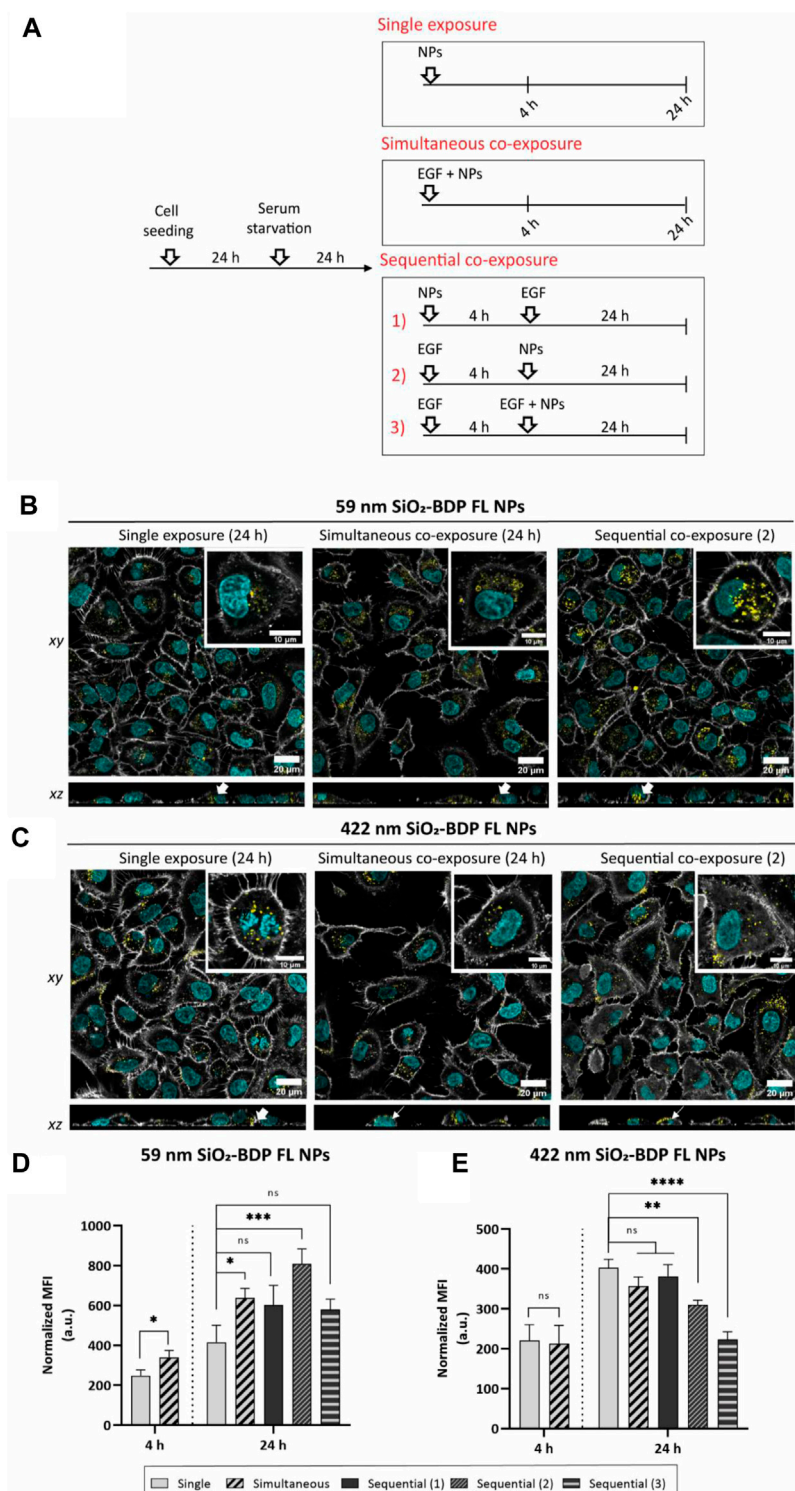 A
Single exposure
NPs
4 h
24 h
Simultaneous co-exposure
EGF + NPs
4 h
24 h
Cell seeding
24 h
Serum starvation
24 h
Sequential co-exposure
1)
NPs
4 h
EGF
24 h
2)
EGF
4 h
NPs
24 h
3)
EGF
4 h
EGF + NPs
24 h
B
59 nm SiO₂-BDP FL NPs
Single exposure (24 h)
Simultaneous co-exposure (24 h)
Sequential co-exposure (2)
xy
10 µm
10 µm
10 µm
20 µm
20 µm
20 µm
xz
C
422 nm SiO₂-BDP FL NPs
Single exposure (24 h)
Simultaneous co-exposure (24 h)
Sequential co-exposure (2)
xy
10 µm
10 µm
10 µm
20 µm
20 µm
20 µm
xz
D
59 nm SiO₂-BDP FL NPs
Normalized MFI
(a.u.)
1000
800
600
400
200
0
*
*
ns
***
ns
4 h
24 h
E
422 nm SiO₂-BDP FL NPs
Normalized MFI
(a.u.)
500
400
300
200
100
0
ns
ns
**
****
4 h
24 h
Single
Simultaneous
Sequential (1)
Sequential (2)
Sequential (3)